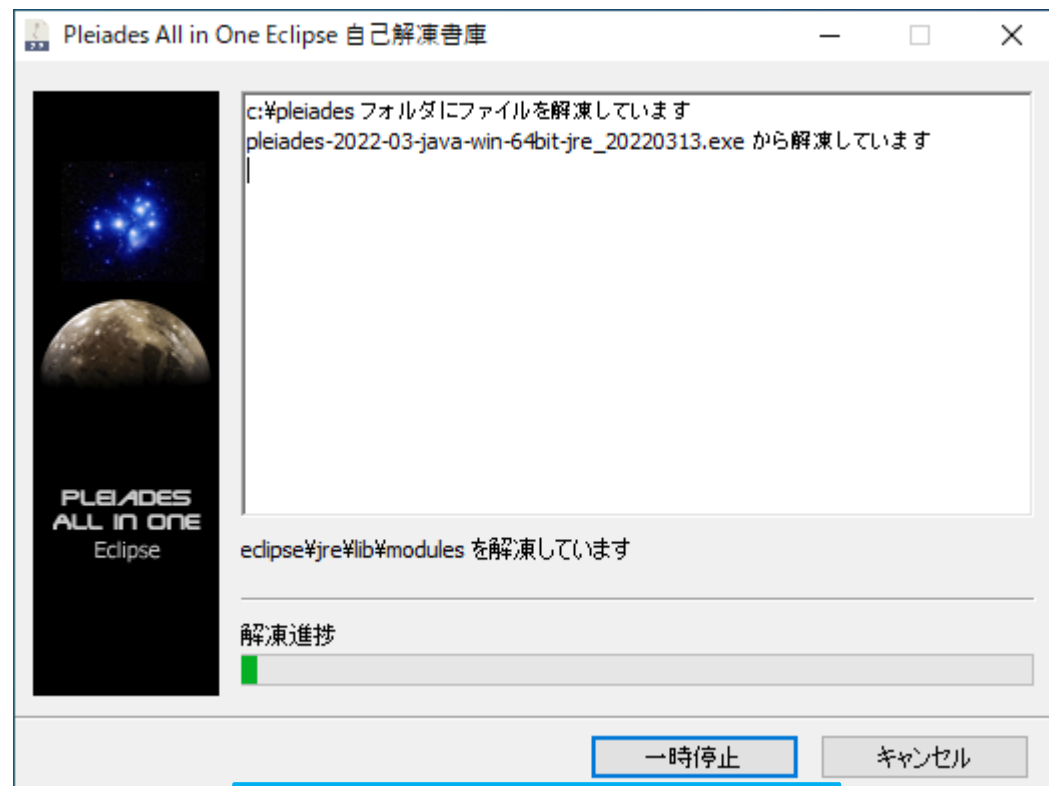 Pleiades All in One Eclipse 自己解凍書庫
c:¥pleiades フォルダにファイルを解凍しています
pleiades-2022-03-java-win-64bit-jre_20220313.exe から解凍しています
PLEIADES
ALL IN ONE
Eclipse
eclipse¥jre¥lib¥modules を解凍しています
解凍進捗
一時停止
キャンセル